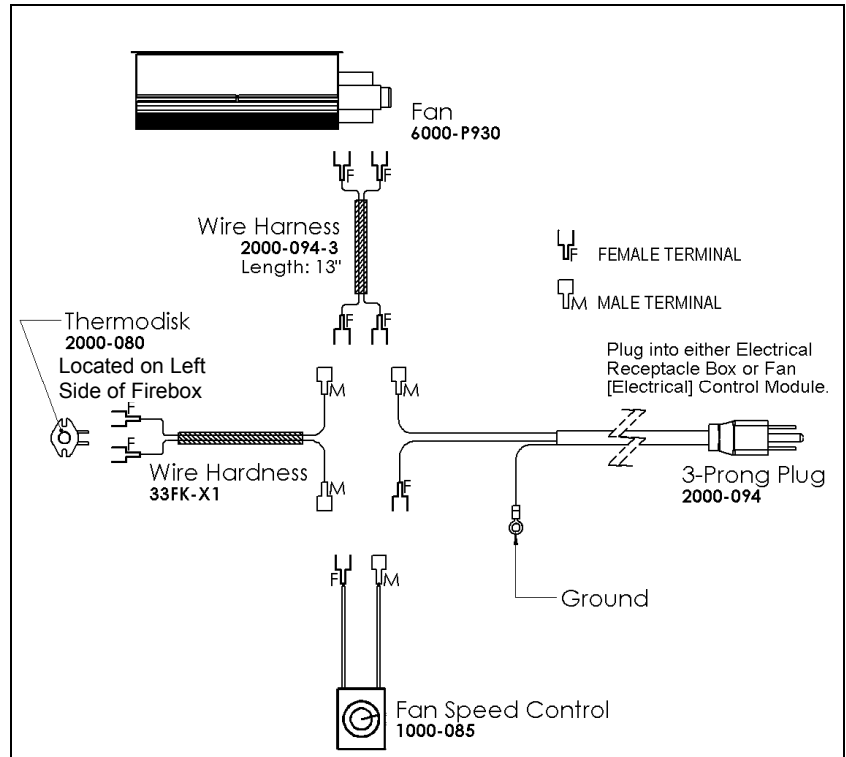 Fan
6000-P930
F
F
Wire Harness
2000-094-3
Length: 13"
F
F
F FEMALE TERMINAL
M MALE TERMINAL
Thermodisk
2000-080
Located on Left
Side of Firebox
Plug into either Electrical
Receptacle Box or Fan
[Electrical] Control Module.
M
M
F
F
Wire Hardness
33FK-X1
M
F
3-Prong Plug
2000-094
F
M
Ground
Fan Speed Control
1000-085